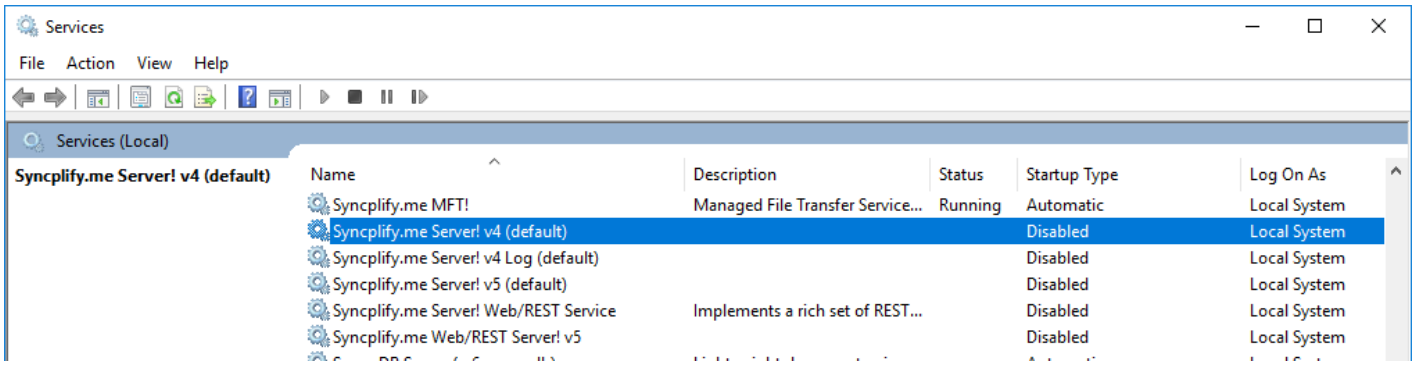 Services
File Action View Help
Services (Local)
Syncplify.me Server! v4 (default)
Name Description Status Startup Type Log On As
Syncplify.me MFT! Managed File Transfer Service... Running Automatic Local System
Syncplify.me Server! v4 (default) Disabled Local System
Syncplify.me Server! v4 Log (default) Disabled Local System
Syncplify.me Server! v5 (default) Disabled Local System
Syncplify.me Server! Web/REST Service Implements a rich set of REST... Disabled Local System
Syncplify.me Web/REST Server! v5 Disabled Local System